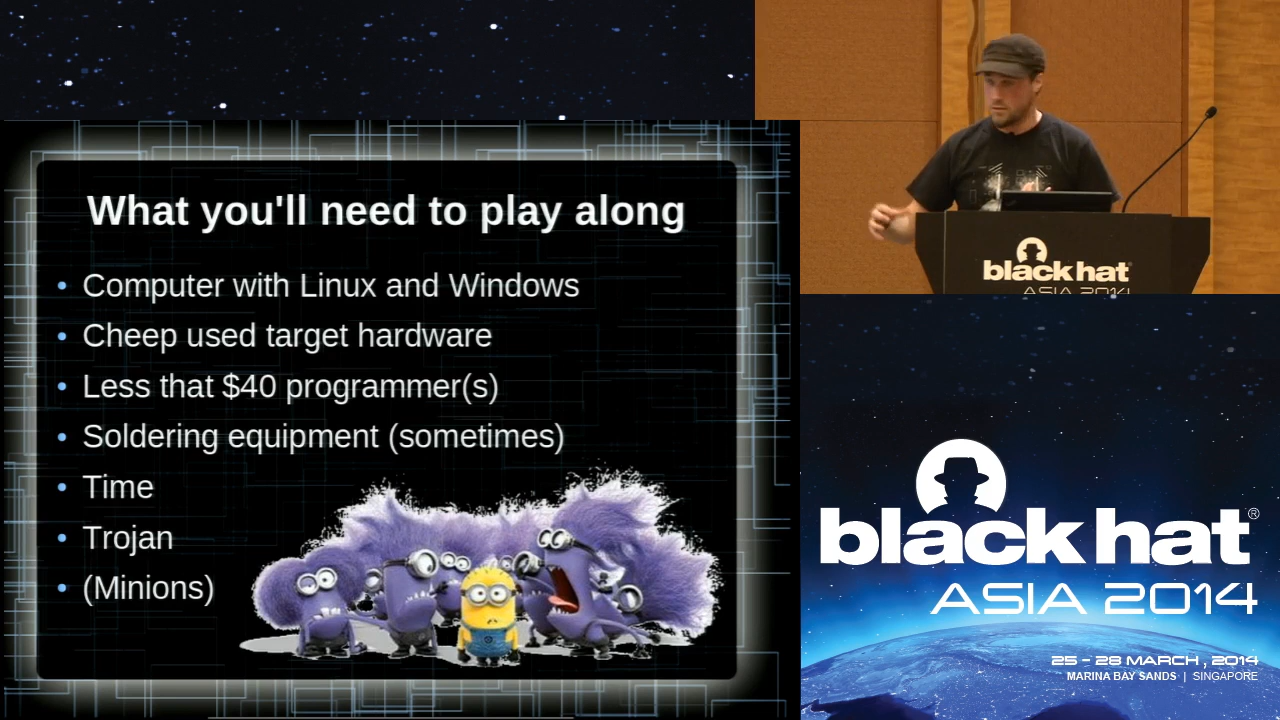 What you'll need to play along
• Computer with Linux and Windows
• Cheep used target hardware
• Less that $40 programmer(s)
• Soldering equipment (sometimes)
• Time
• Trojan
• (Minions)
black hat
ASIA 2014
black hat®
ASIA 2014
25 - 28 MARCH , 2014
MARINA BAY SANDS | SINGAPORE